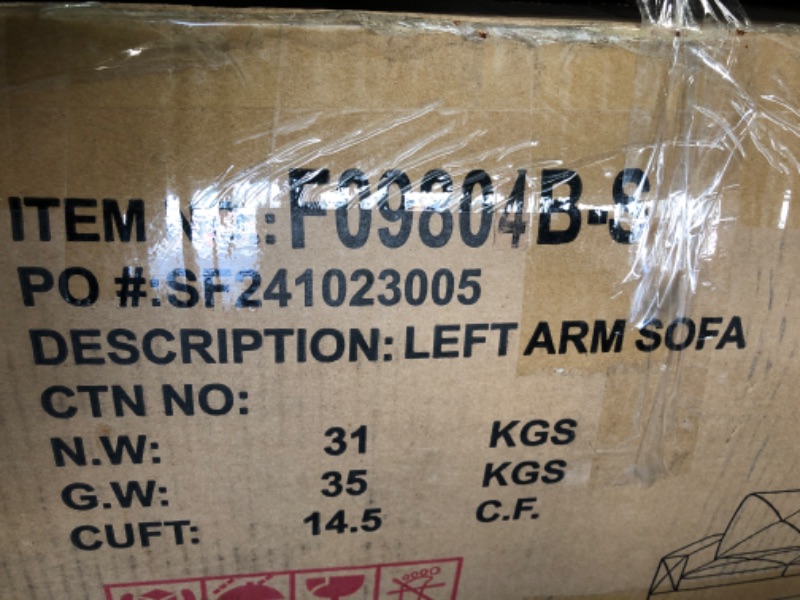 ITEM NO.: F09804B-S
PO #:SF241023005
DESCRIPTION: LEFT ARM SOFA
CTN NO:
N.W: 31 KGS
G.W: 35 KGS
CUFT: 14.5 C.F.